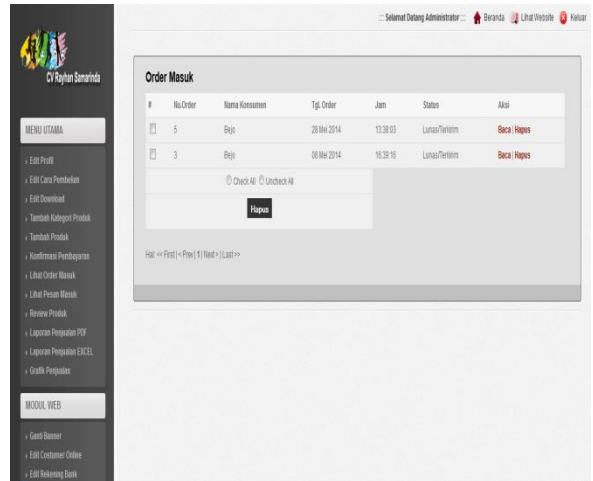 ::: Selamat Datang Administrator ::: Beranda Lihat Website Keluar
CV Rayhan Samarinda
MENU UTAMA
» Edit Profil
» Edit Cara Pembelian
» Edit Download
» Tambah Kategori Produk
» Tambah Produk
» Konfirmasi Pembayaran
» Lihat Order Masuk
» Lihat Pesan Masuk
» Review Produk
» Laporan Penjualan PDF
» Laporan Penjualan EXCEL
» Grafik Penjualan
MODUL WEB
» Ganti Banner
» Edit Costumer Online
» Edit Rekening Bank
Order Masuk
# No.Order Nama Konsumen Tgl. Order Jam Status Aksi
5 Bejo 28 Mei 2014 13:38:03 Lunas/Terkirim Baca | Hapus
3 Bejo 08 Mei 2014 16:39:16 Lunas/Terkirim Baca | Hapus
Check All Uncheck All
Hapus
Hal: << First | < Prev | 1 | Next > | Last >>